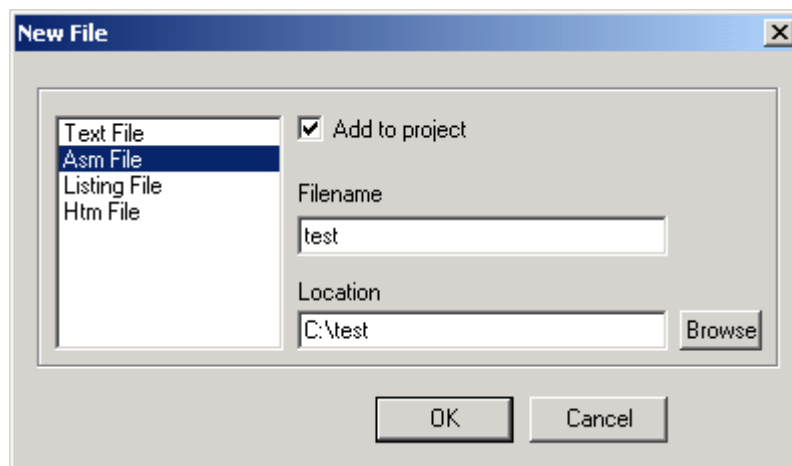 New File
Text File
Asm File
Listing File
Htm File
Add to project
Filename
test
Location
C:\test
Browse
OK
Cancel